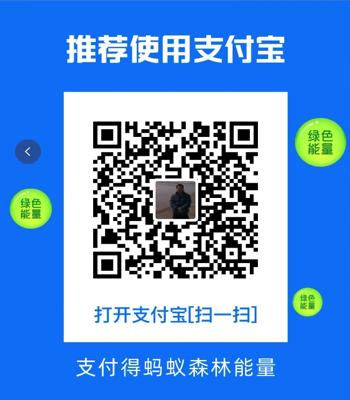 推荐使用支付宝
绿色
能量
绿色
能量
绿色
能量
打开支付宝[扫一扫]
支付得蚂蚁森林能量